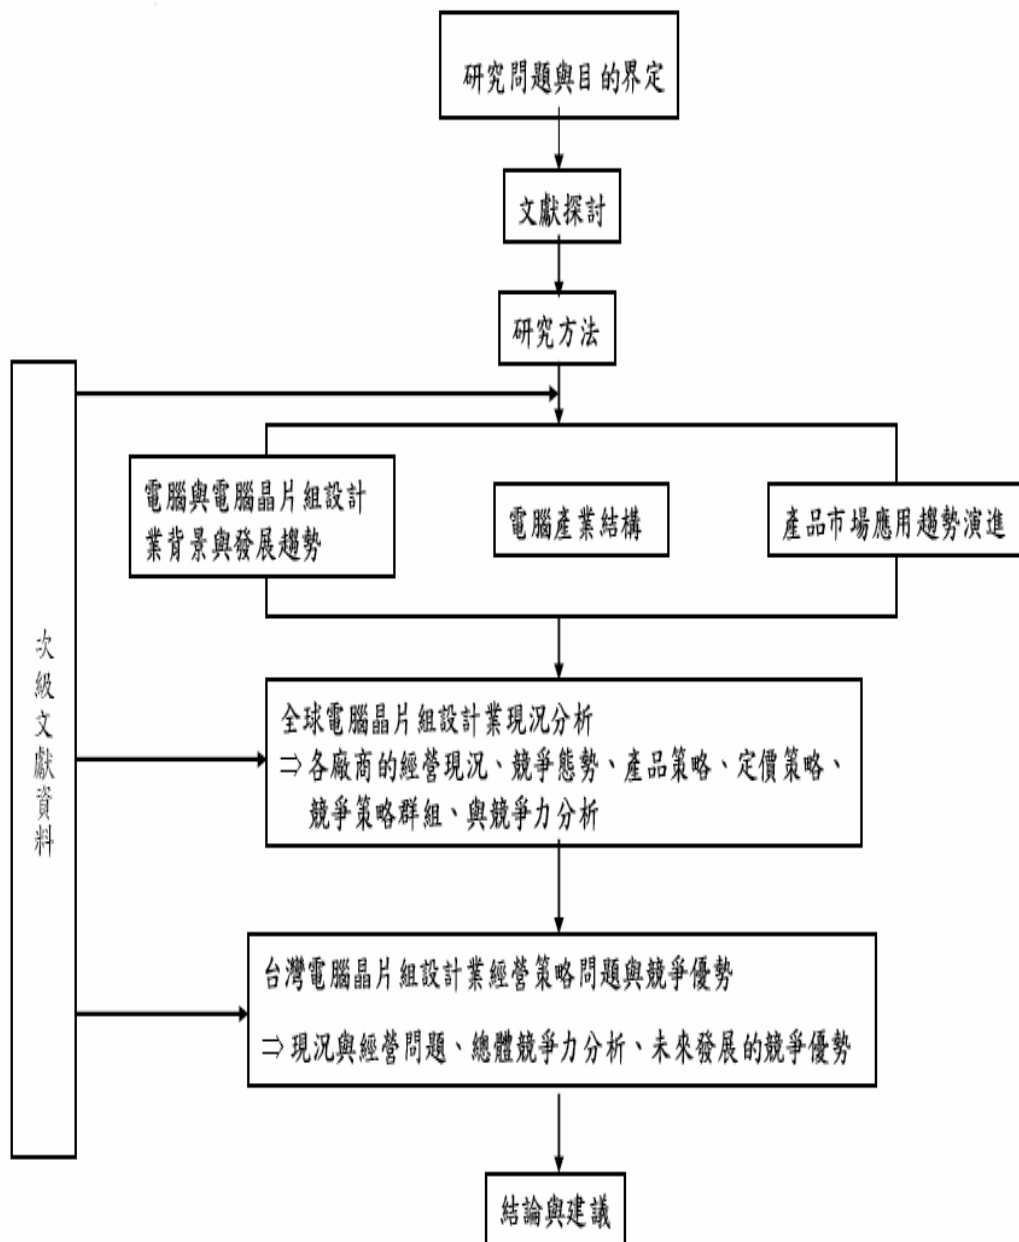 研究問題與目的界定
文獻探討
研究方法
電腦與電腦晶片組設計
業背景與發展趨勢
電腦產業結構
產品市場應用趨勢演進
次級文獻資料
全球電腦晶片組設計業現況分析
⇒ 各廠商的經營現況、競爭態勢、產品策略、定價策略、
競爭策略群組、與競爭力分析
台灣電腦晶片組設計業經營策略問題與競爭優勢
⇒ 現況與經營問題、總體競爭力分析、未來發展的競爭優勢
結論與建議